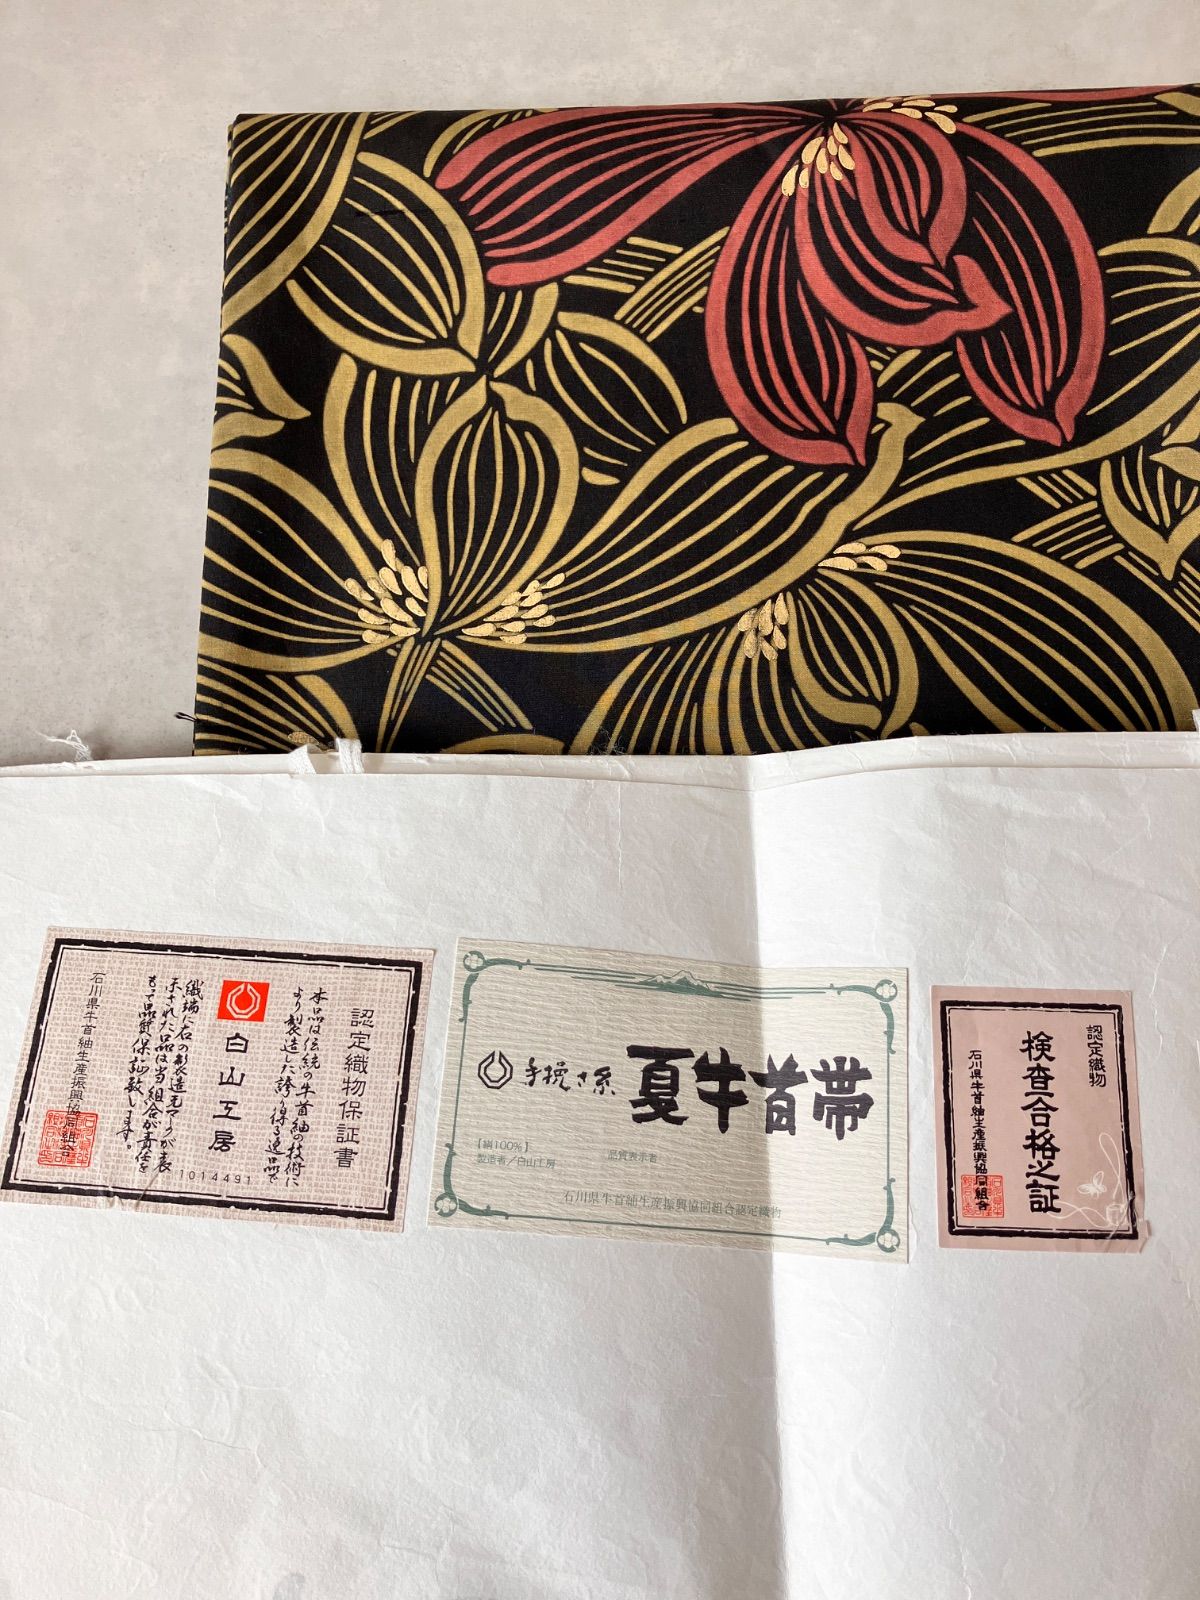 認定織物保証書
本品は伝統の牛首紬の技術に
より製造した誇り得る逸品で
白山工房
織端に右の製造元マークが表
示された品は当組合が責任を
もって品質保証致します。
石川県牛首紬生産振興協同組合
1014491
手挽き糸
夏牛首帯
【絹100%】
製造者/白山工房
品質表示者
石川県牛首紬生産振興協同組合認定織物
認定織物
検査合格之証
石川県牛首紬生産振興協同組合